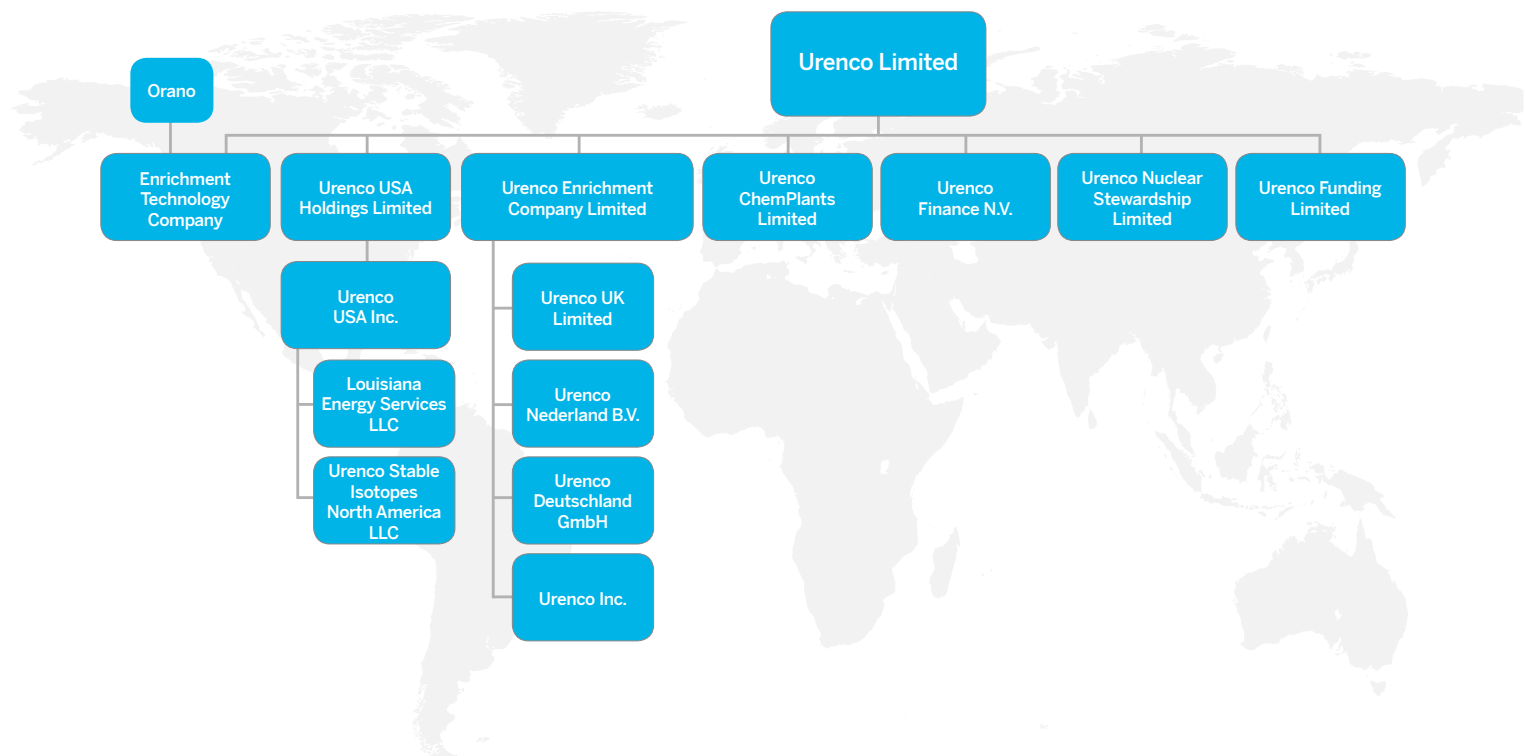 Urenco Limited
Orano
Enrichment
Technology
Company
Urenco USA
Holdings Limited
Urenco Enrichment
Company Limited
Urenco
ChemPlants
Limited
Urenco
Finance N.V.
Urenco Nuclear
Stewardship
Limited
Urenco Funding
Limited
Urenco
USA Inc.
Louisiana
Energy Services
LLC
Urenco Stable
Isotopes
North America
LLC
Urenco UK
Limited
Urenco
Nederland B.V.
Urenco
Deutschland
GmbH
Urenco Inc.